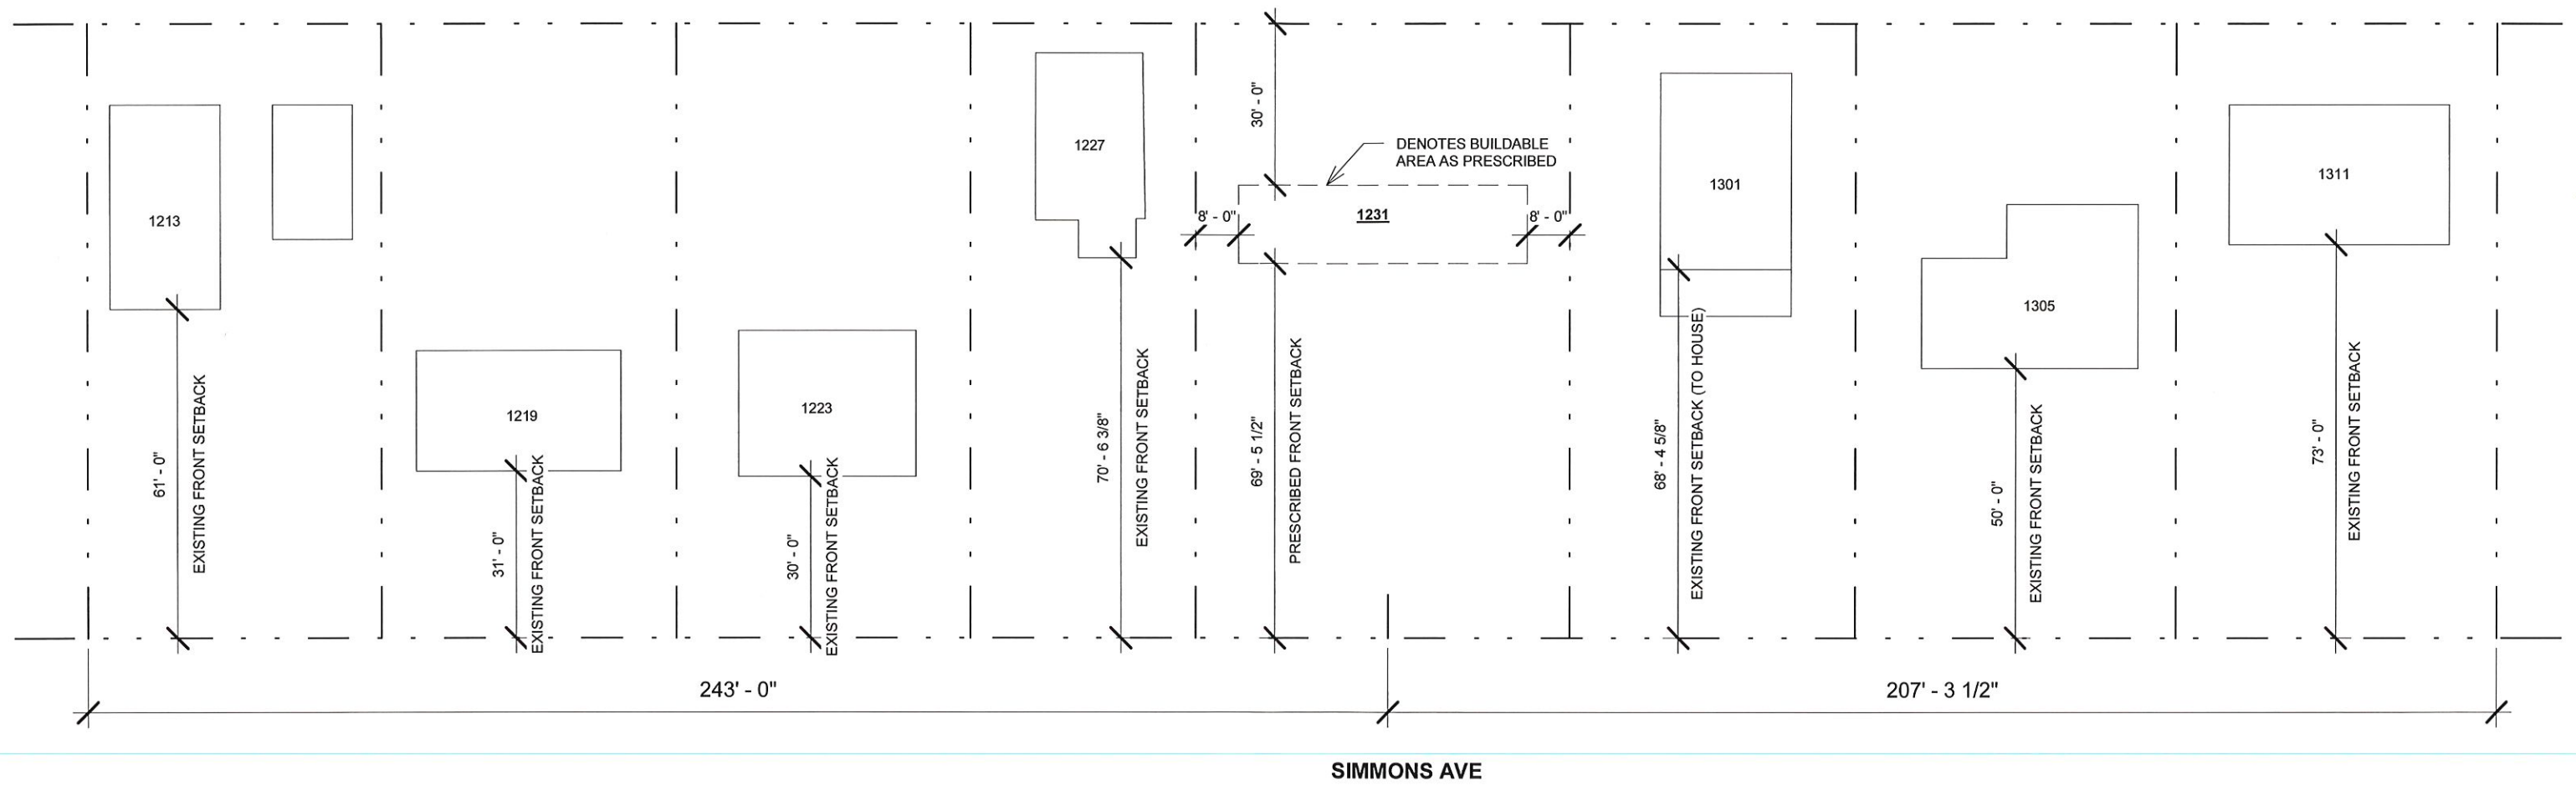 30' - 0"
DENOTES BUILDABLE
AREA AS PRESCRIBED
1213
1227
8' - 0"
1231
8' - 0"
1301
1311
1305
1219
1223
61' - 0"
EXISTING FRONT SETBACK
31' - 0"
EXISTING FRONT SETBACK
30' - 0"
EXISTING FRONT SETBACK
70' - 6 3/8"
EXISTING FRONT SETBACK
69' - 5 1/2"
PRESCRIBED FRONT SETBACK
68' - 4 5/8"
EXISTING FRONT SETBACK (TO HOUSE)
50' - 0"
EXISTING FRONT SETBACK
73' - 0"
EXISTING FRONT SETBACK
243' - 0"
207' - 3 1/2"
SIMMONS AVE